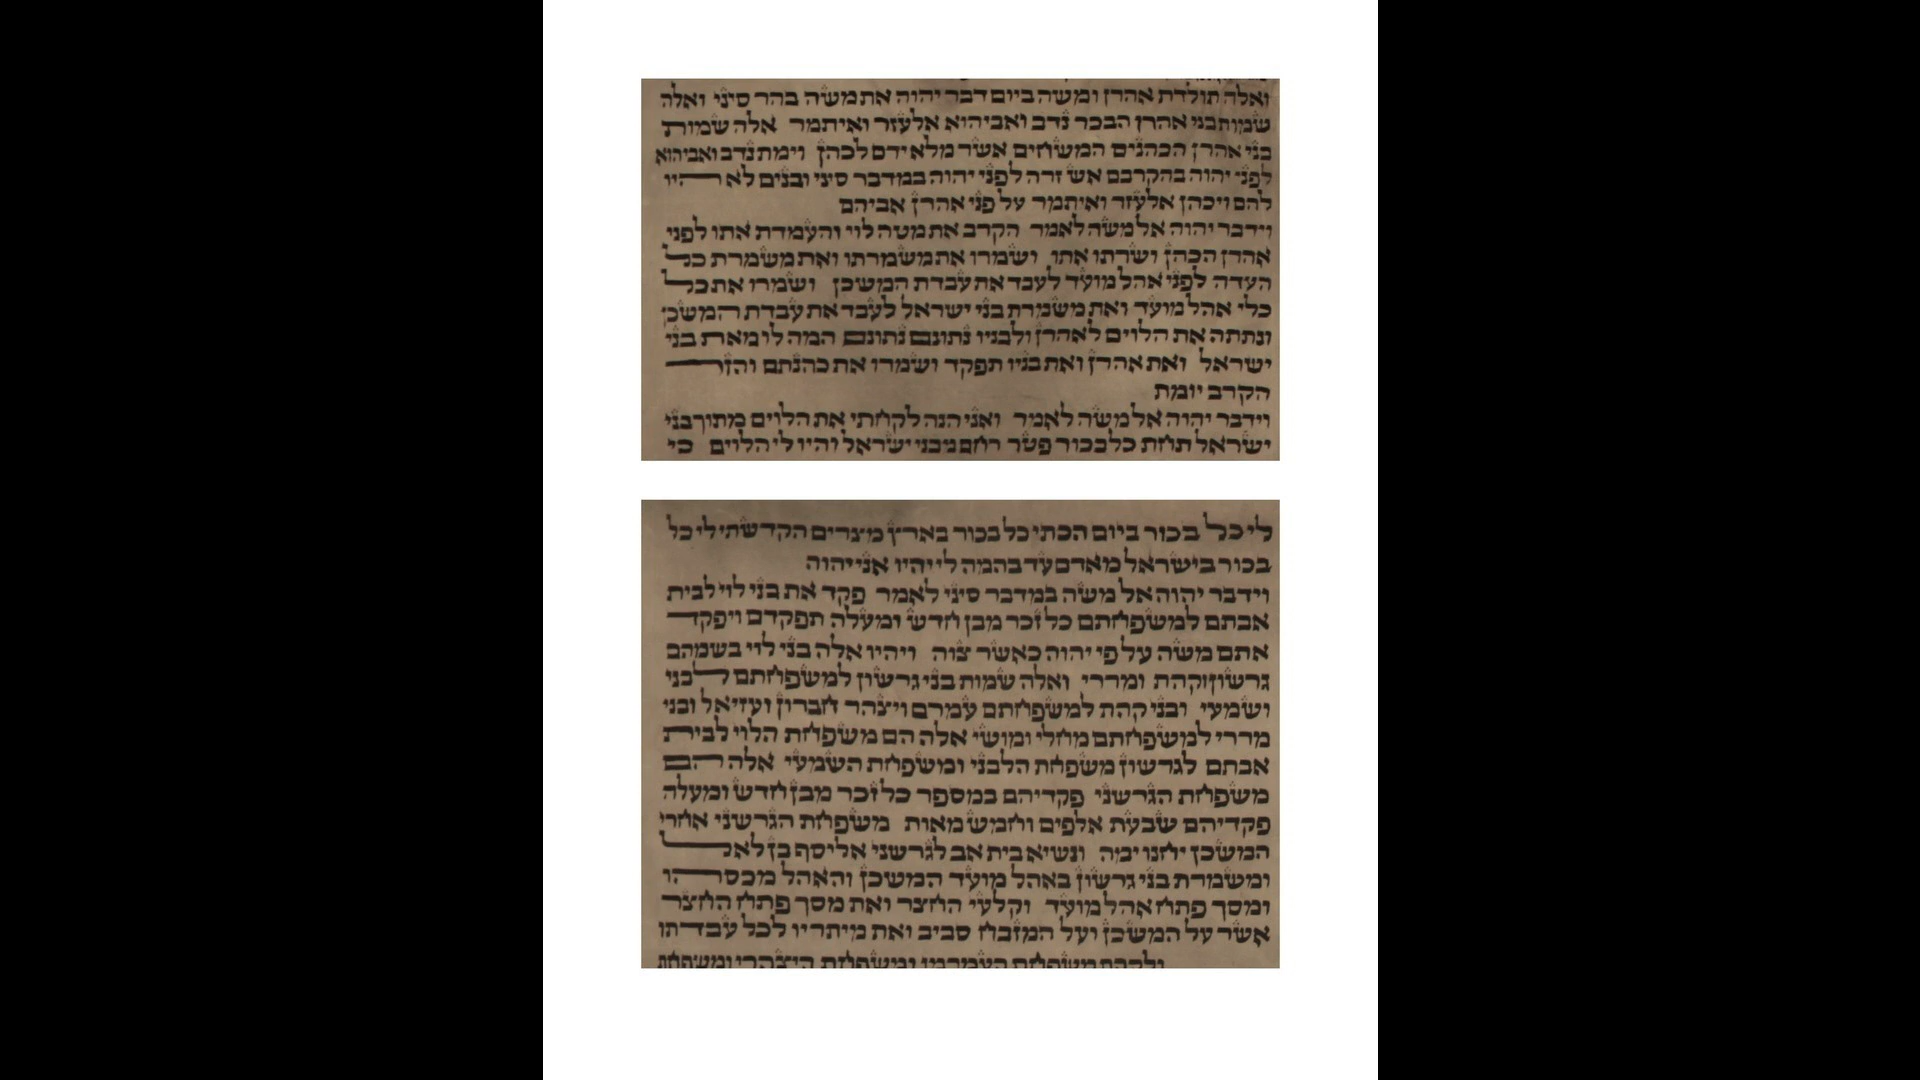 ואלה תולדת אהרן ומשה ביום דבר יהוה את משה בהר סיני ואלה
שמות בני אהרן הבכר נדב ואביהוא אלעזר ואיתמר אלה שמות
בני אהרן הכהנים המשחים אשר מלא ידם לכהן וימת נדב ואביהוא
לפני יהוה בהקרבם אש זרה לפני יהוה במדבר סיני ובנים לא היו
להם ויכהן אלעזר ואיתמר על פני אהרן אביהם
וידבר יהוה אל משה לאמר הקרב את מטה לוי והעמדת אתו לפני
אהרן הכהן ושרתו אתו ושמרו את משמרתו ואת משמרת כל
העדה לפני אהל מועד לעבד את עבדת המשכן ושמרו את כל
כלי אהל מועד ואת משמרת בני ישראל לעבד את עבדת המשכן
ונתתה את הלוים לאהרן ולבניו נתונם נתונם המה לו מאת בני
ישראל ואת אהרן ואת בניו תפקד ושמרו את כהנתם והזר
הקרב יומת
וידבר יהוה אל משה לאמר ואני הנה לקחתי את הלוים מתוך בני
ישראל תחת כל בכור פטר רחם מבני ישראל והיו לי הלוים כי
לי כל בכור ביום הכתי כל בכור בארץ מצרים הקדשתי לי כל
בכור בישראל מאדם עד בהמה לי יהיו אני יהוה
וידבר יהוה אל משה במדבר סיני לאמר פקד את בני לוי לבית
אבתם למשפחתם כל זכר מבן חדש ומעלה תפקדם ויפקד
אתם משה על פי יהוה כאשר צוה ויהיו אלה בני לוי בשמהם
גרשון וקהת ומררי ואלה שמות בני גרשון למשפחתם לבני
ושמעי ובני קהת למשפחתם עמרם ויצהר חברון ועזיאל ובני
מררי למשפחתם מחלי ומושי אלה הם משפחת הלוי לבית
אבתם לגרשון משפחת הלבני ומשפחת השמעי אלה הם
משפחת הגרשני פקדיהם במספר כל זכר מבן חדש ומעלה
פקדיהם שבעת אלפים וחמש מאות משפחת הגרשני אחרי
המשכן יחנו ימה ונשיא בית אב לגרשני אליסף בן לאל
ומשמרת בני גרשון באהל מועד המשכן והאהל מכסהו
ומסך פתח אהל מועד וקלעי החצר ואת מסך פתח החצר
אשר על המשכן ועל המזבח סביב ואת מיתריו לכל עבדתו
ולקהת משפחת העמרמי ומשפחת היצהרי ומשפחת